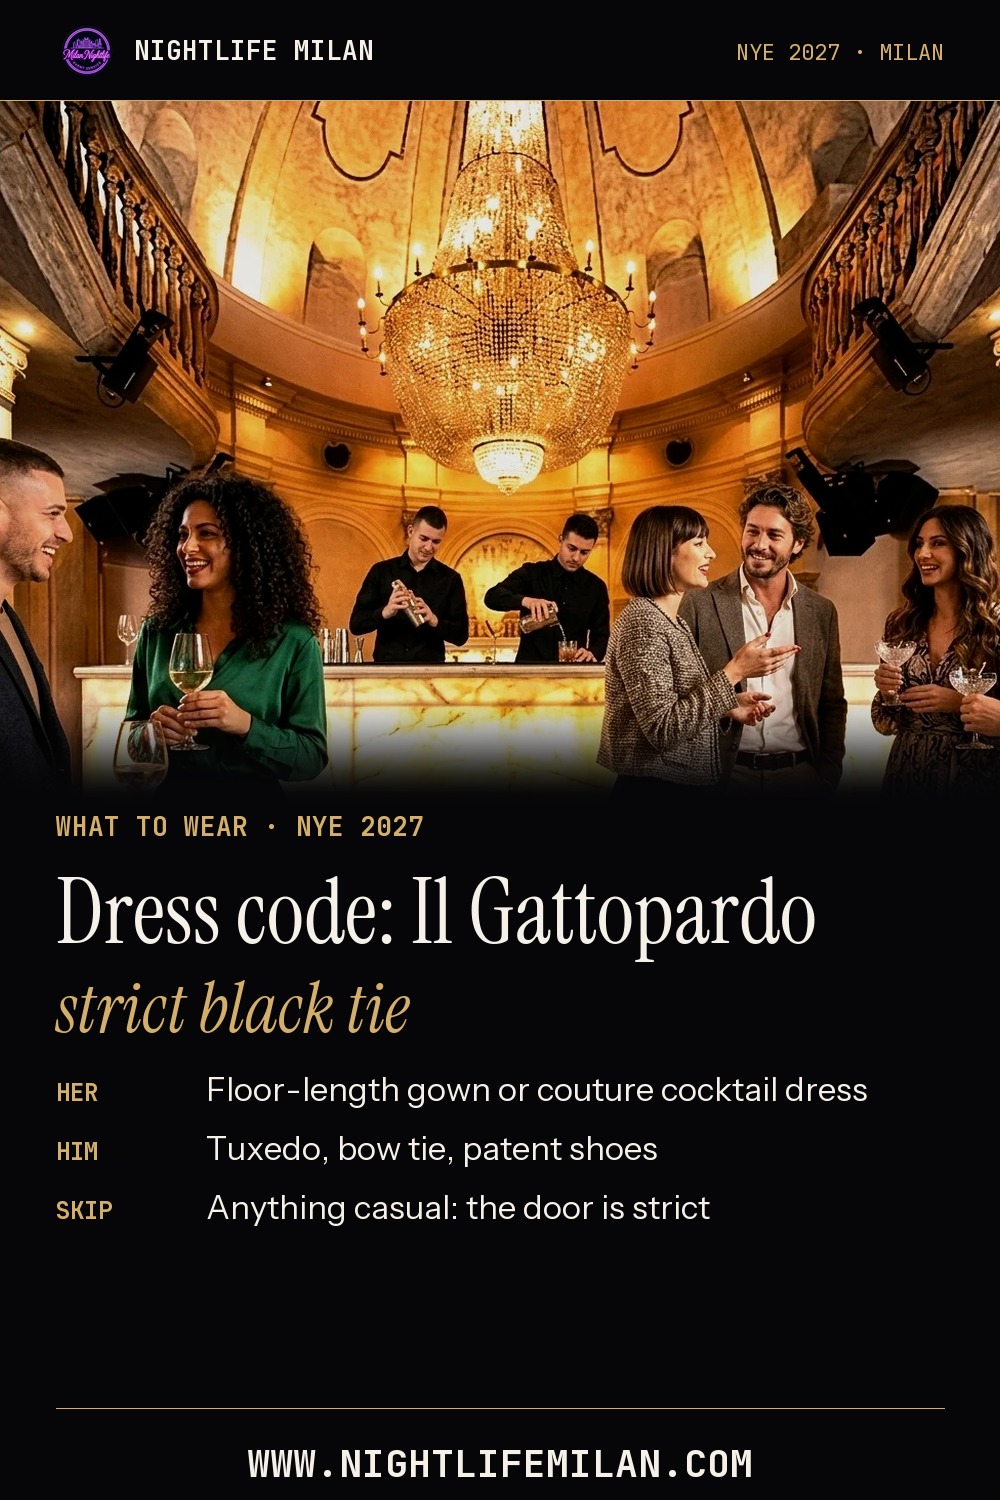 Milan Nightlife
NIGHTLIFE MILAN
NYE 2027 · MILAN
WHAT TO WEAR · NYE 2027
Dress code: Il Gattopardo
strict black tie
HER Floor-length gown or couture cocktail dress
HIM Tuxedo, bow tie, patent shoes
SKIP Anything casual: the door is strict
WWW.NIGHTLIFEMILAN.COM